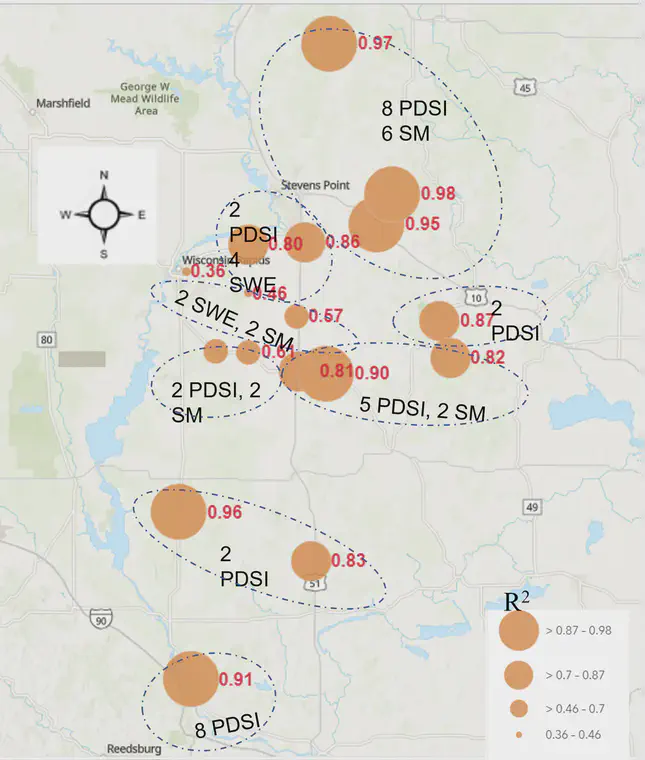 0.97
45
George W
Mead Wildlife
Area
Marshfield
8 PDSI
6 SM
N
W
E
S
Stevens Point
0.98
2
PDSI
4
SWE
0.95
0.80
0.86
Wisconsin Rapids
0.36
0.46
10
2 SWE, 2 SM
0.57
0.87
2
PDSI
80
0.61
0.82
0.81
0.90
2 PDSI, 2
SM
5 PDSI, 2 SM
0.96
49
2
PDSI
0.83
51
R2
90
> 0.87 - 0.98
> 0.7 - 0.87
> 0.46 - 0.7
0.36 - 0.46
0.91
8 PDSI
Reedsburg